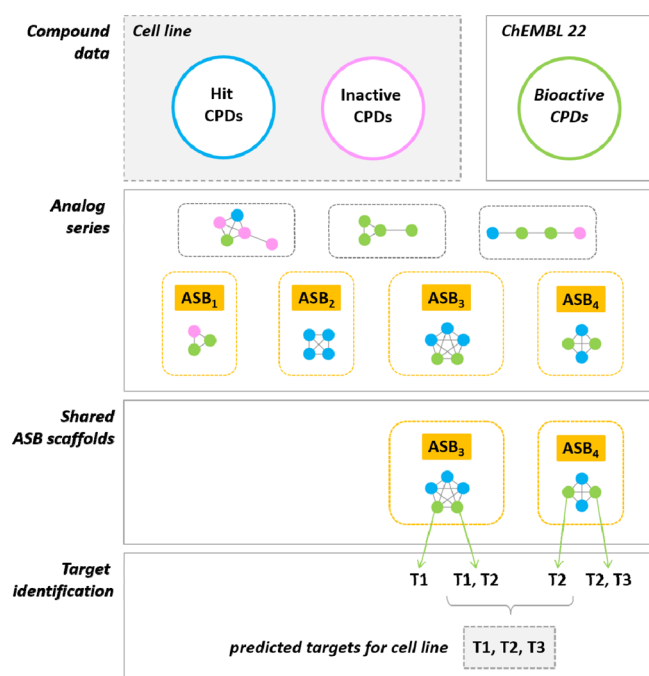 Compound
data
Cell line
ChEMBL 22
Hit
CPDs
Inactive
CPDs
Bioactive
CPDs
Analog
series
ASB₁
ASB₂
ASB₃
ASB₄
Shared
ASB scaffolds
ASB₃
ASB₄
Target
identification
T1
T1, T2
T2
T2, T3
predicted targets for cell line
T1, T2, T3